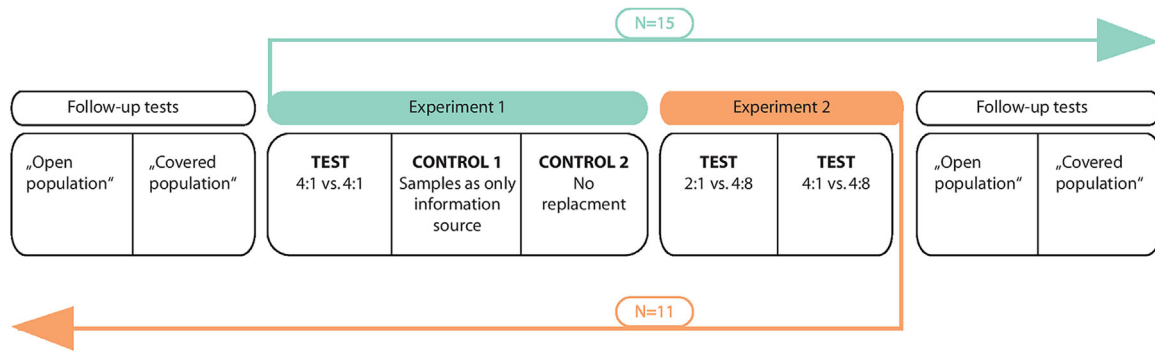 N=15
Follow-up tests
Experiment 1
Experiment 2
Follow-up tests
„Open
population“
„Covered
population“
TEST
4:1 vs. 4:1
CONTROL 1
Samples as only
information
source
CONTROL 2
No
replacment
TEST
2:1 vs. 4:8
TEST
4:1 vs. 4:8
„Open
population“
„Covered
population“
N=11